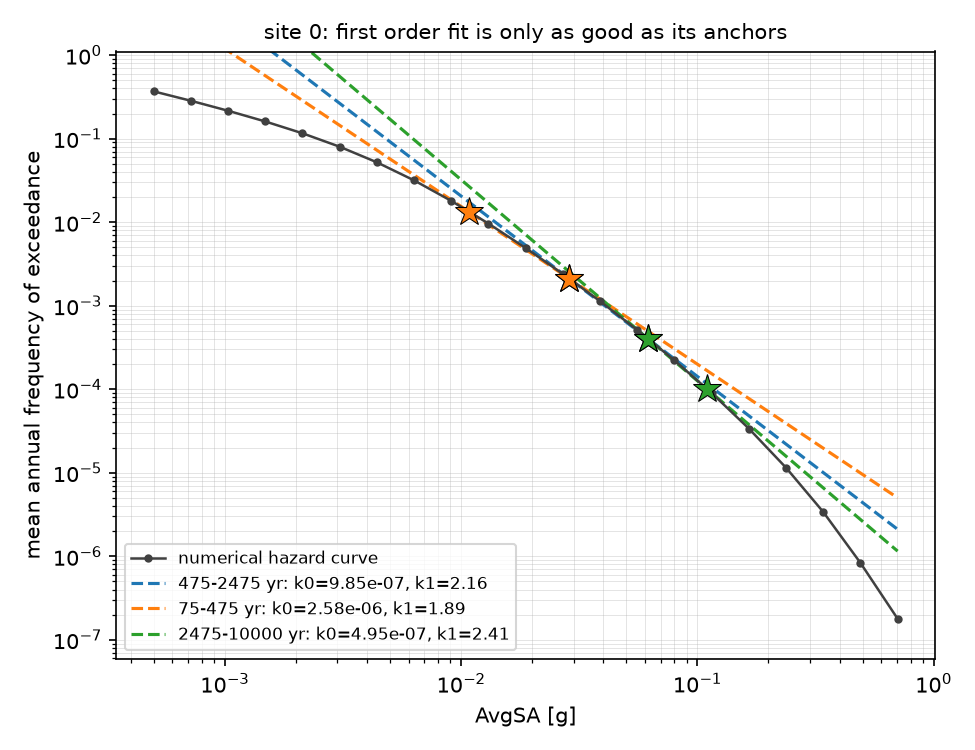 site 0: first order fit is only as good as its anchors
10^0
10^-1
10^-2
10^-3
10^-4
10^-5
10^-6
10^-7
mean annual frequency of exceedance
numerical hazard curve
475-2475 yr: k0=9.85e-07, k1=2.16
75-475 yr: k0=2.58e-06, k1=1.89
2475-10000 yr: k0=4.95e-07, k1=2.41
10^-3
10^-2
10^-1
10^0
AvgSA [g]